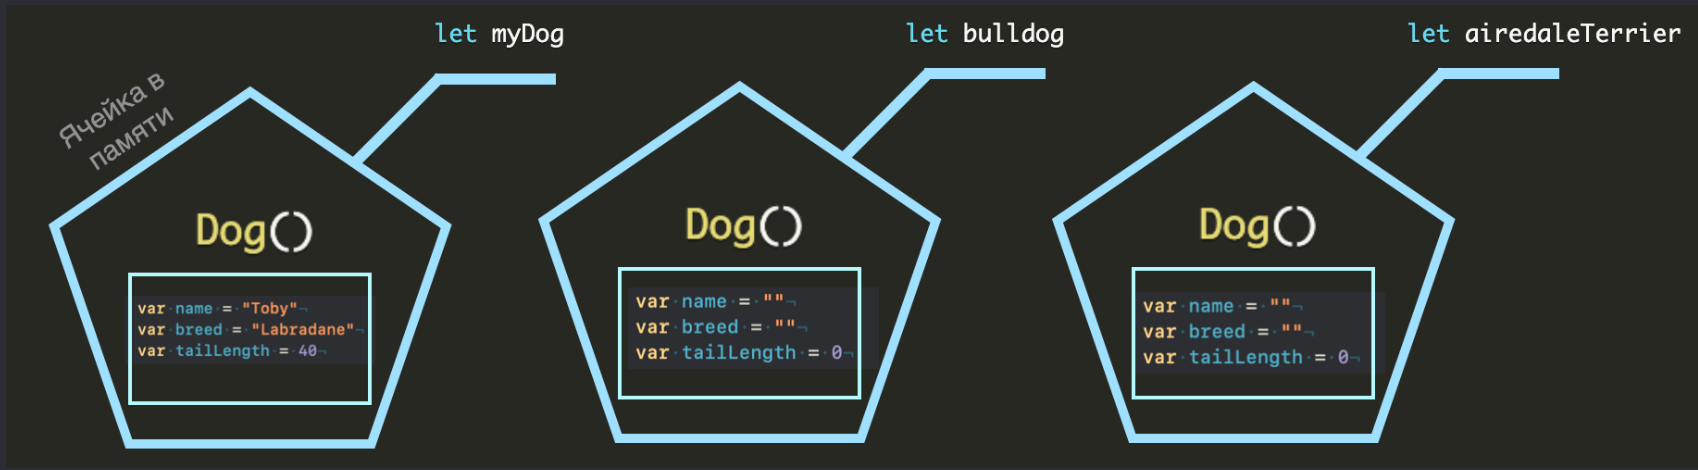 let myDog
let bulldog
let airedaleTerrier
Ячейка в
памяти
Dog()
var name = "Toby"
var breed = "Labradane"
var tailLength = 40
Dog()
var name = ""
var breed = ""
var tailLength = 0
Dog()
var name = ""
var breed = ""
var tailLength = 0